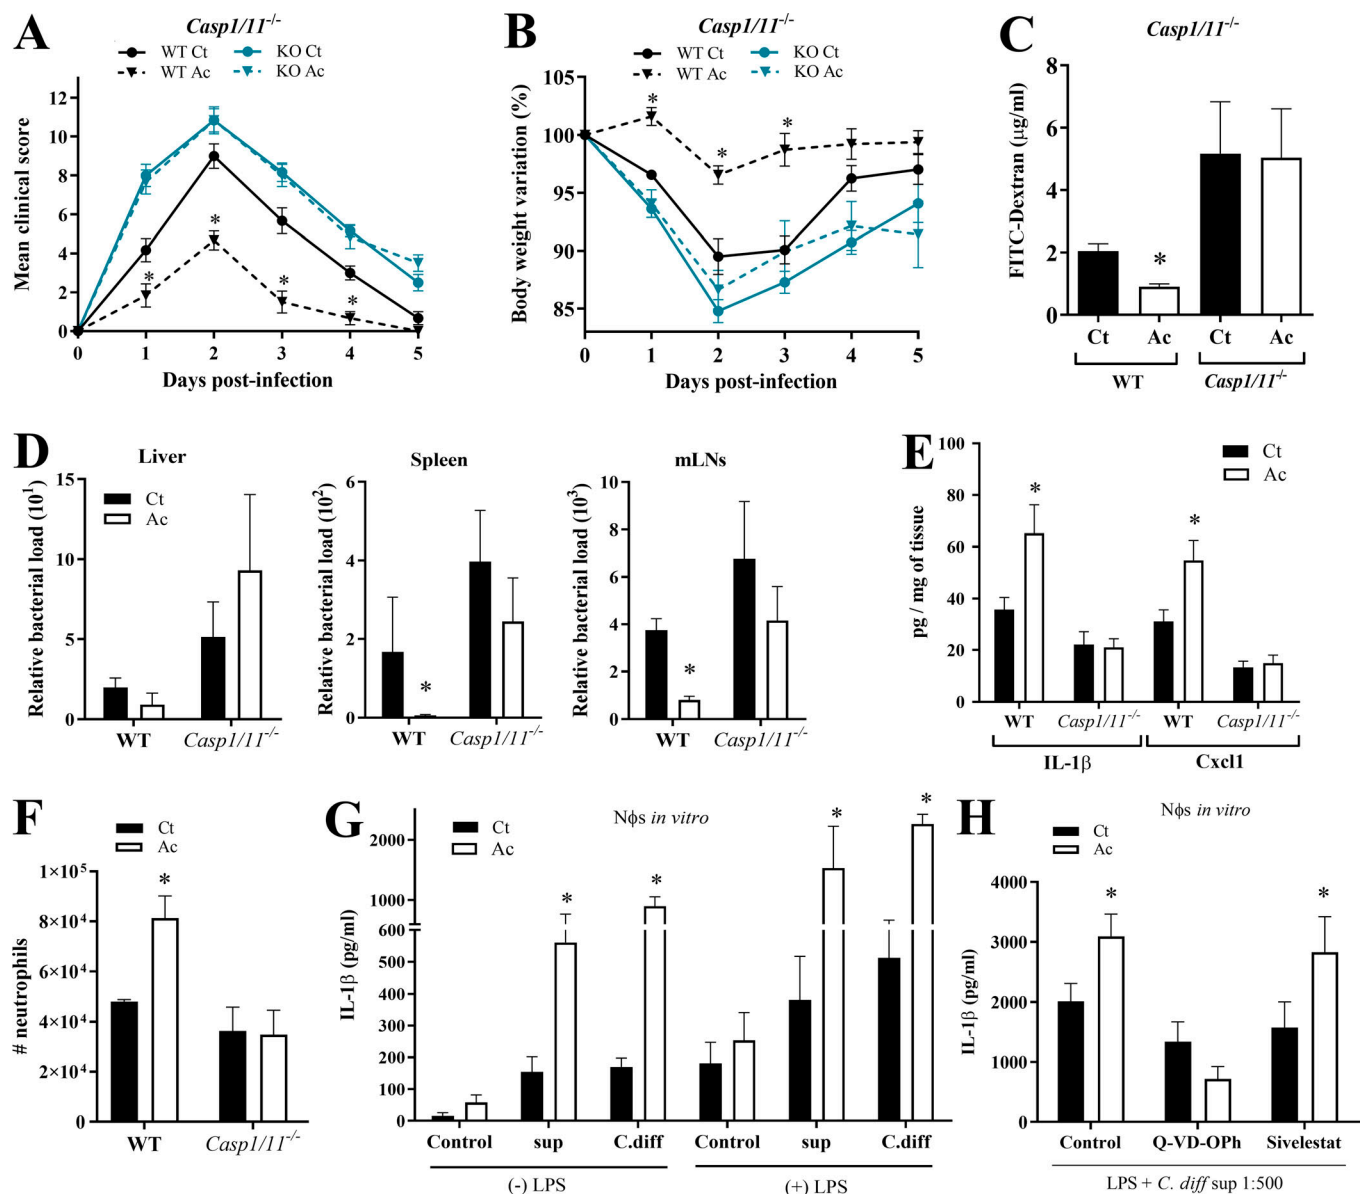 A
Casp1/11-/-
WT Ct
KO Ct
WT Ac
KO Ac
Mean clinical score
12
10
8
6
4
2
0
*
*
*
*
0 1 2 3 4 5
Days post-infection
B
Casp1/11-/-
WT Ct
KO Ct
WT Ac
KO Ac
Body weight variation (%)
105
100
95
90
85
*
*
*
0 1 2 3 4 5
Days post-infection
C
Casp1/11-/-
FITC-Dextran (μg/ml)
8
6
4
2
0
*
Ct Ac Ct Ac
WT Casp1/11-/-
D
Liver
Relative bacterial load (10¹)
15
10
5
0
Ct
Ac
WT Casp1/11-/-
Spleen
Relative bacterial load (10²)
6
4
2
0
*
WT Casp1/11-/-
mLNs
Relative bacterial load (10³)
10
8
6
4
2
0
*
WT Casp1/11-/-
E
Ct
Ac
pg / mg of tissue
100
80
60
40
20
0
*
*
WT Casp1/11-/- WT Casp1/11-/-
IL-1β Cxcl1
F
Ct
Ac
# neutrophils
1×10⁵
8×10⁴
6×10⁴
4×10⁴
2×10⁴
0
*
WT Casp1/11-/-
G
Nϕs in vitro
Ct
Ac
IL-1β (pg/ml)
2000
1000
600
500
400
300
200
100
0
*
*
*
*
Control sup C.diff Control sup C.diff
(-) LPS (+) LPS
H
Nϕs in vitro
Ct
Ac
IL-1β (pg/ml)
4000
3000
2000
1000
0
*
*
Control Q-VD-OPh Sivelestat
LPS + C. diff sup 1:500